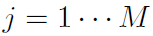 j = 1 ⋯ M